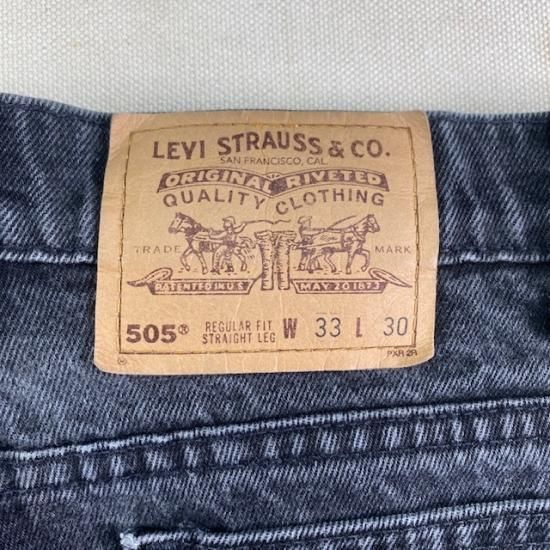 LEVI STRAUSS & CO.
SAN FRANCISCO, CAL.
ORIGINAL RIVETED
QUALITY CLOTHING
TRADE MARK
PATENTED IN U.S. MAY 20 1873
505® REGULAR FIT STRAIGHT LEG W 33 L 30
PXR 2R